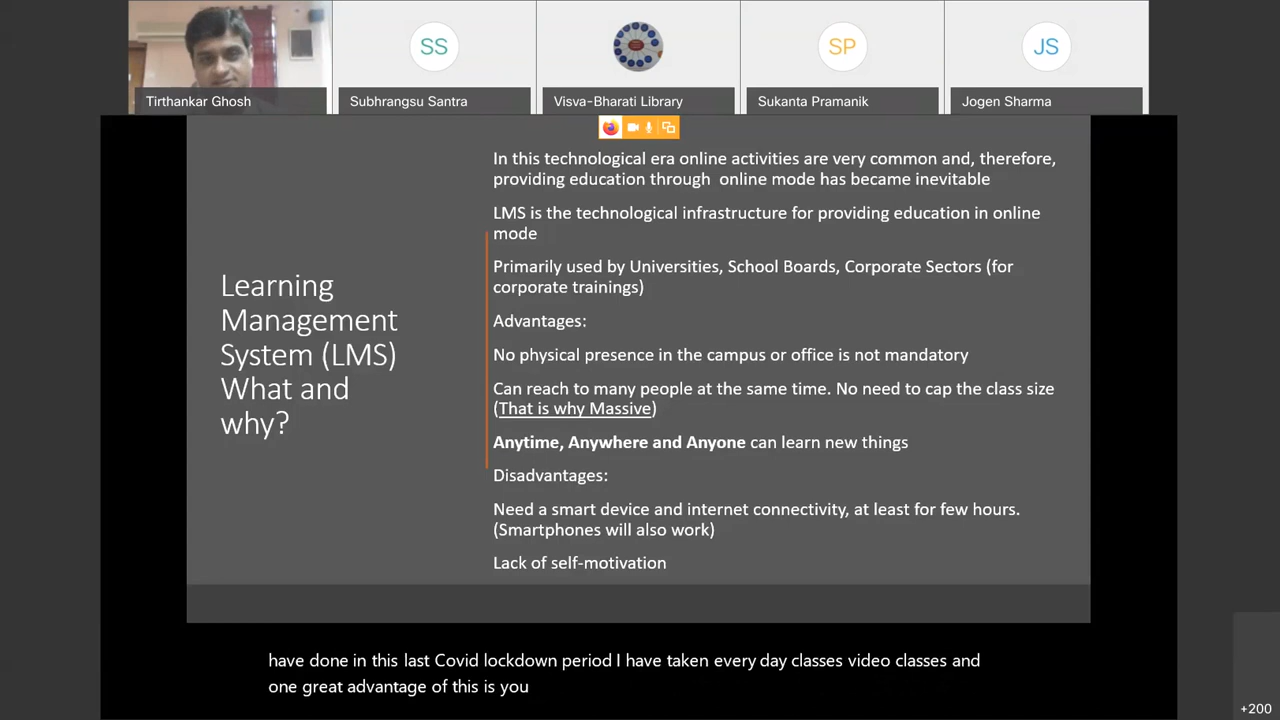 SS
SP
JS
Tirthankar Ghosh
Subhrangsu Santra
Visva-Bharati Library
Sukanta Pramanik
Jogen Sharma
Learning
Management
System (LMS)
What and
why?
In this technological era online activities are very common and, therefore,
providing education through online mode has became inevitable
LMS is the technological infrastructure for providing education in online
mode
Primarily used by Universities, School Boards, Corporate Sectors (for
corporate trainings)
Advantages:
No physical presence in the campus or office is not mandatory
Can reach to many people at the same time. No need to cap the class size
(That is why Massive)
Anytime, Anywhere and Anyone can learn new things
Disadvantages:
Need a smart device and internet connectivity, at least for few hours.
(Smartphones will also work)
Lack of self-motivation
have done in this last Covid lockdown period I have taken every day classes video classes and
one great advantage of this is you
+200